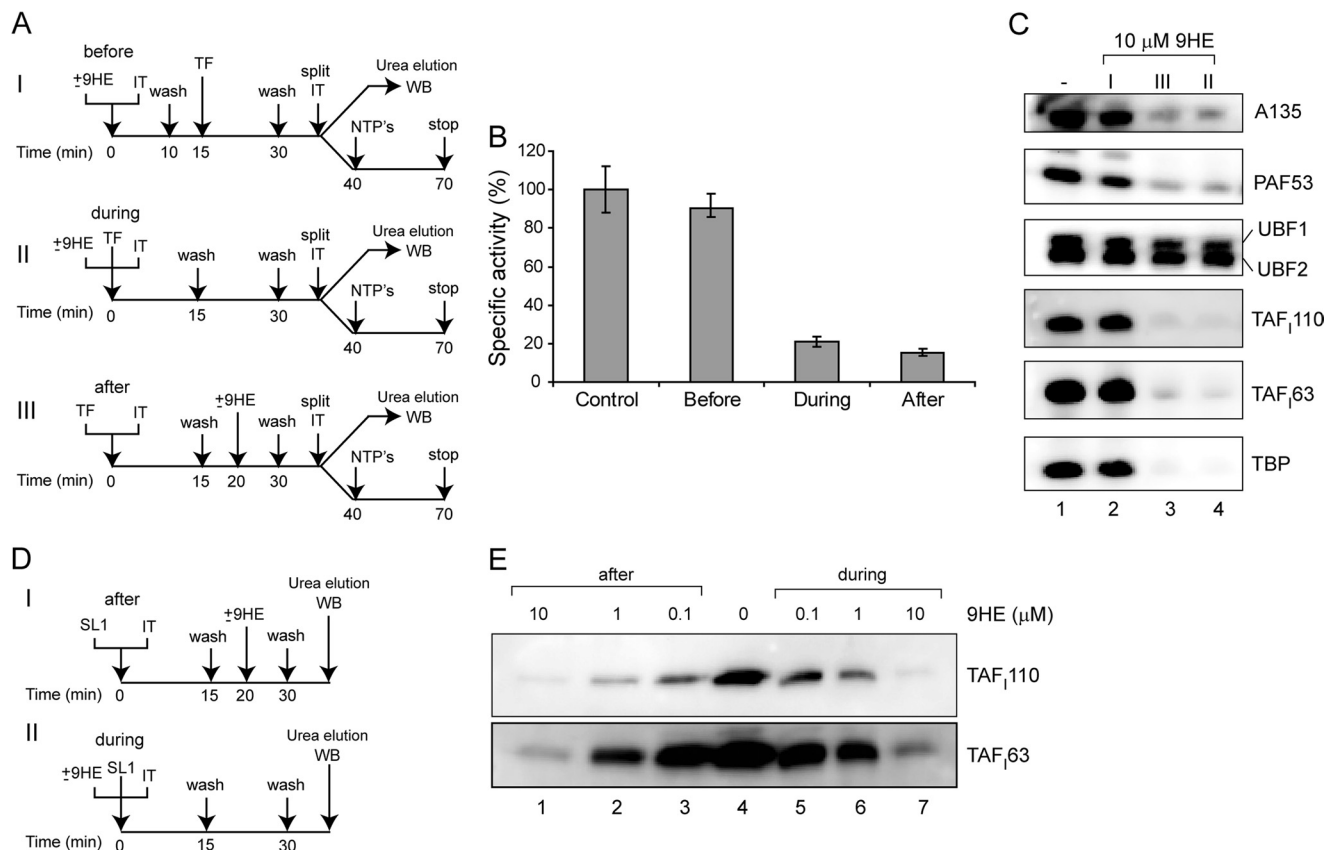 A
I
before
±9HE IT
wash
TF
wash
split
IT
Urea elution
WB
NTP's
stop
Time (min) 0 10 15 30
40 70
II
during
±9HE TF IT
wash
wash
split
IT
Urea elution
WB
NTP's
stop
Time (min) 0 15 30
40 70
III
after
TF IT
wash
±9HE
wash
split
IT
Urea elution
WB
NTP's
stop
Time (min) 0 15 20 30
40 70
B
Specific activity (%)
120
100
80
60
40
20
0
Control Before During After
C
10 μM 9HE
- I III II
A135
PAF53
UBF1
UBF2
TAFI110
TAFI63
TBP
1 2 3 4
D
I
after
SL1 IT
wash
±9HE
wash
Urea elution
WB
Time (min) 0 15 20 30
II
during
±9HE SL1 IT
wash
wash
Urea elution
WB
Time (min) 0 15 30
E
after during
10 1 0.1 0 0.1 1 10 9HE (μM)
TAFI110
TAFI63
1 2 3 4 5 6 7